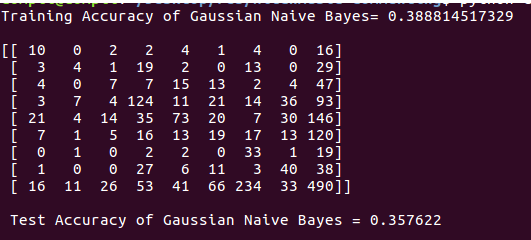 Training Accuracy of Gaussian Naive Bayes= 0.388814517329
[[ 10 0 2 2 4 1 4 0 16]
[ 3 4 1 19 2 0 13 0 29]
[ 4 0 7 7 15 13 2 4 47]
[ 3 7 4 124 11 21 14 36 93]
[ 21 4 14 35 73 20 7 30 146]
[ 7 1 5 16 13 19 17 13 120]
[ 0 1 0 2 2 0 33 1 19]
[ 1 0 0 27 6 11 3 40 38]
[ 16 11 26 53 41 66 234 33 490]]
Test Accuracy of Gaussian Naive Bayes = 0.357622